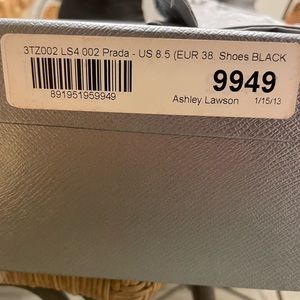 3TZ002 LS4 002 Prada - US 8.5 (EUR 38, Shoes BLACK
9949
891951959949
Ashley Lawson 1/15/13